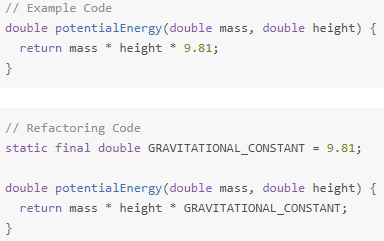 // Example Code
double potentialEnergy(double mass, double height) {
  return mass * height * 9.81;
}
// Refactoring Code
static final double GRAVITATIONAL_CONSTANT = 9.81;
double potentialEnergy(double mass, double height) {
  return mass * height * GRAVITATIONAL_CONSTANT;
}